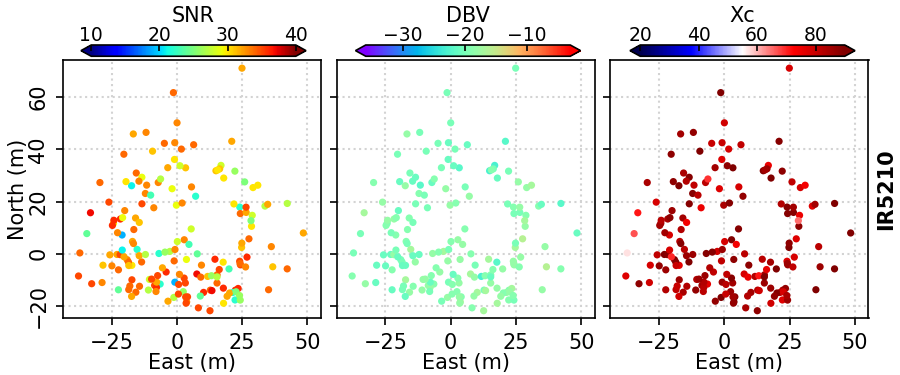 SNR DBV Xc
10 20 30 40 −30 −20 −10 20 40 60 80
60
40
20
0
−20
North (m)
IR5210
−25 0 25 50 −25 0 25 50 −25 0 25 50
East (m) East (m) East (m)